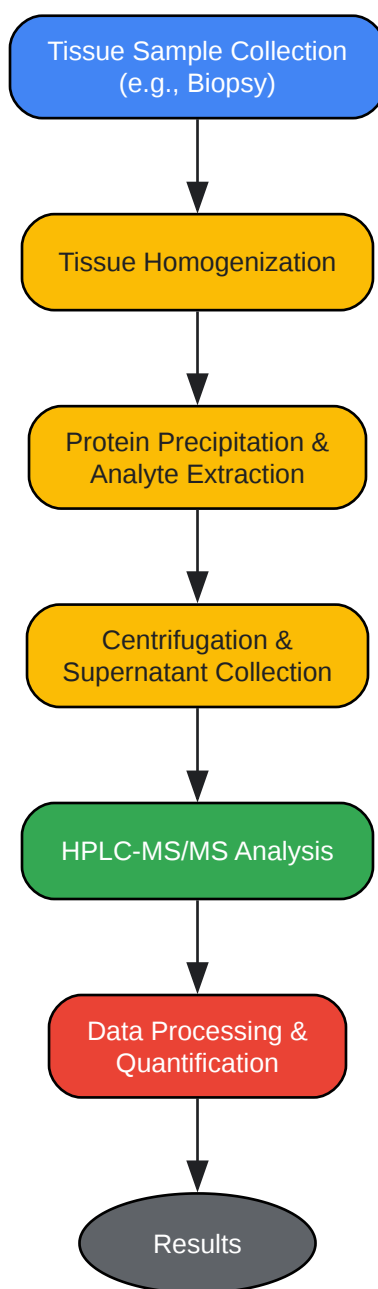 Tissue Sample Collection
(e.g., Biopsy)
Tissue Homogenization
Protein Precipitation &
Analyte Extraction
Centrifugation &
Supernatant Collection
HPLC-MS/MS Analysis
Data Processing &
Quantification
Results